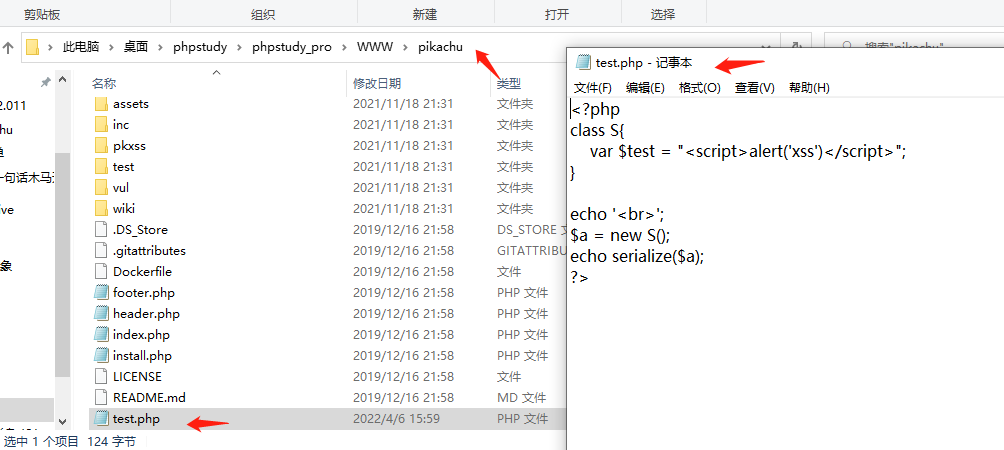 剪贴板 组织 新建 打开 选择
此电脑 桌面 phpstudy phpstudy_pro WWW pikachu
搜索"pikachu"
名称 修改日期 类型
assets 2021/11/18 21:31 文件夹
inc 2021/11/18 21:31 文件夹
pkxss 2021/11/18 21:31 文件夹
test 2021/11/18 21:31 文件夹
vul 2021/11/18 21:31 文件夹
wiki 2021/11/18 21:31 文件夹
.DS_Store 2019/12/16 21:58 DS_STORE
.gitattributes 2019/12/16 21:58 GITATTRIBU
Dockerfile 2019/12/16 21:58 文件
footer.php 2019/12/16 21:58 PHP 文件
header.php 2019/12/16 21:58 PHP 文件
index.php 2019/12/16 21:58 PHP 文件
install.php 2019/12/16 21:58 PHP 文件
LICENSE 2019/12/16 21:58 文件
README.md 2019/12/16 21:58 MD 文件
test.php 2022/4/6 15:59 PHP 文件
2.011
hu
一句话木马
ive
象
选中 1 个项目 124 字节
test.php - 记事本
文件(F) 编辑(E) 格式(O) 查看(V) 帮助(H)
<?php
class S{
var $test = "<script>alert('xss')</script>";
}
echo '<br>';
$a = new S();
echo serialize($a);
?>